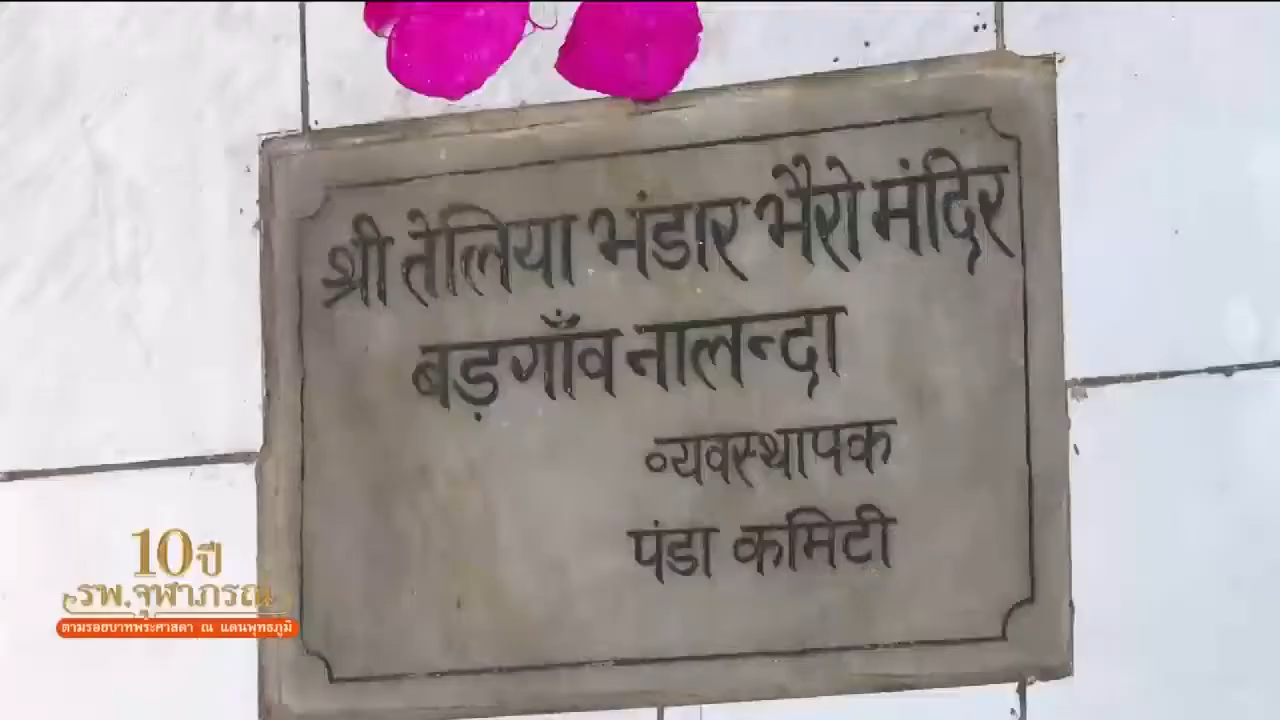 श्री तेलिया भंडार भैरो मंदिर
बड़गाँव नालन्दा
व्यवस्थापक
पंडा कमिटी
10 ปี
รพ.จุฬาภรณ
ตามรอยบาทพระศาสดา ณ แดนพุทธภูมิ